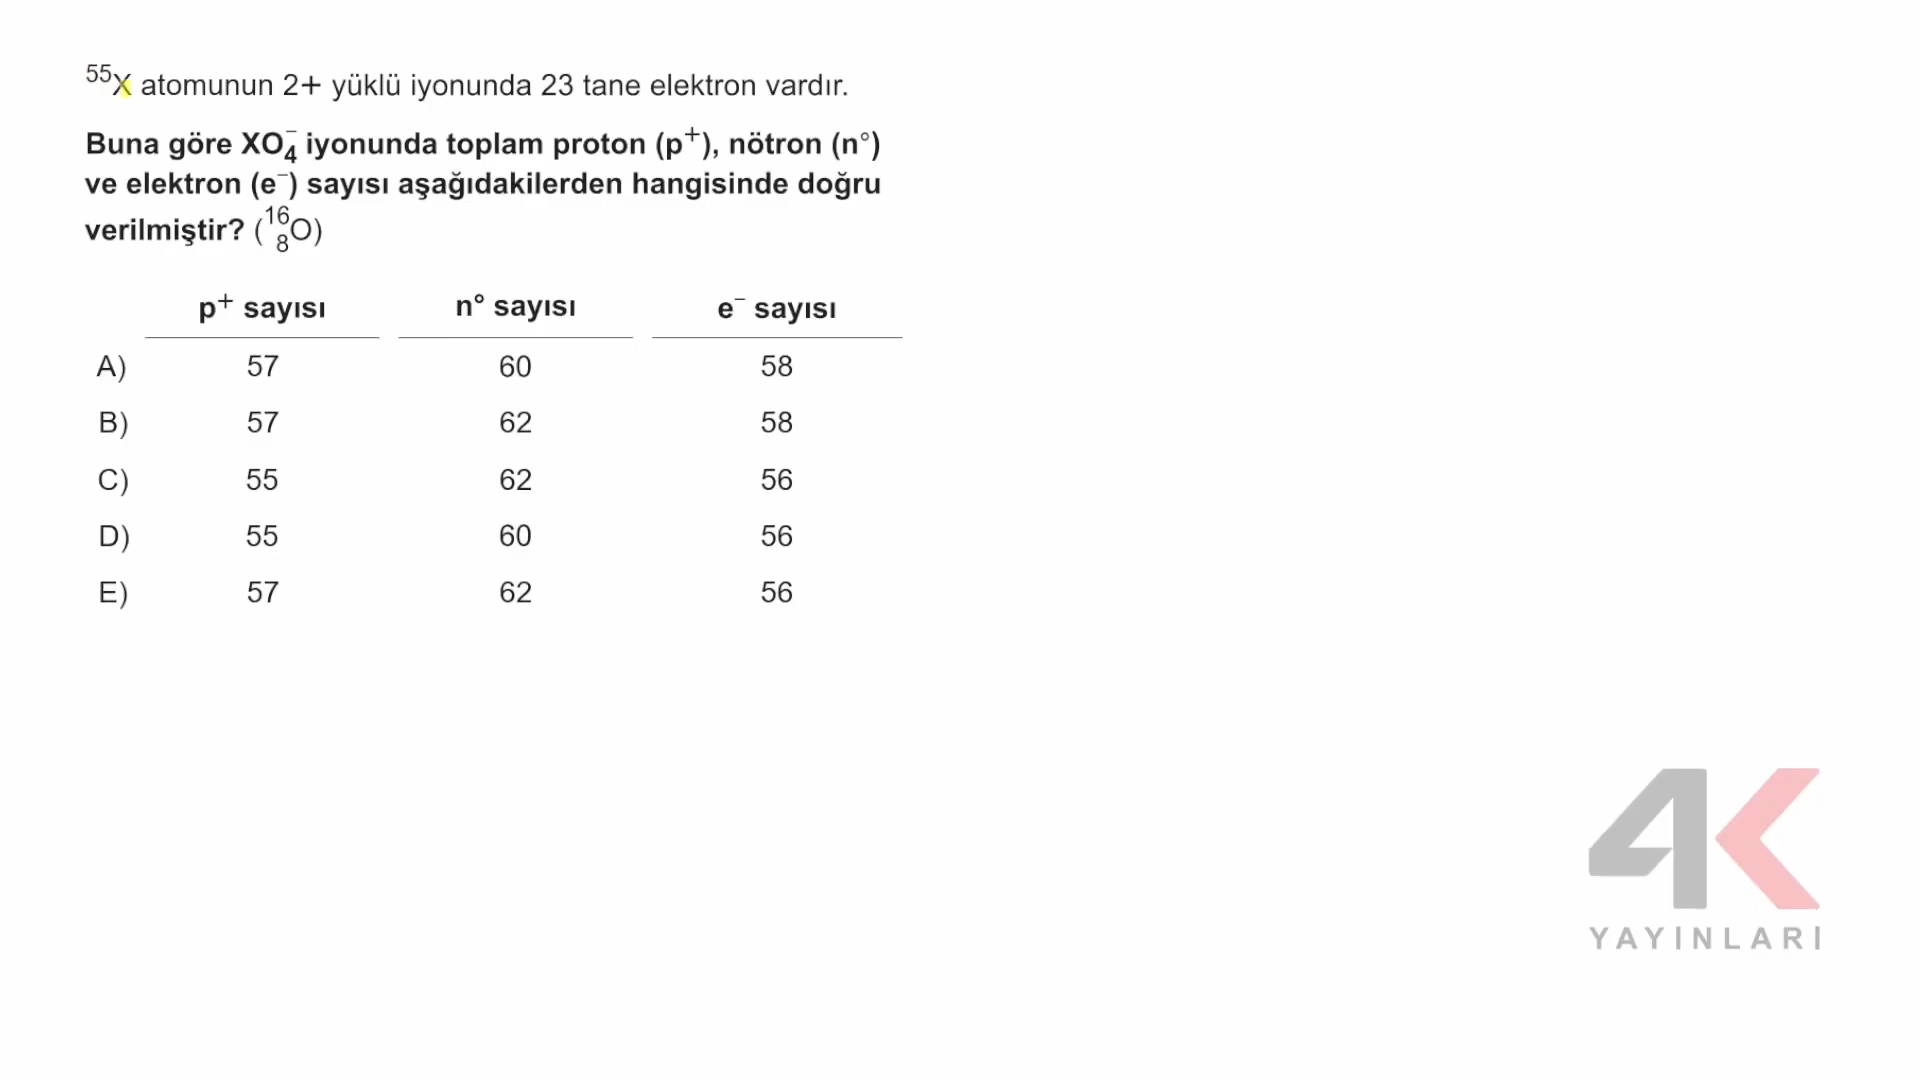 ⁵⁵X atomunun 2+ yüklü iyonunda 23 tane elektron vardır.
Buna göre XO₄⁻ iyonunda toplam proton (p⁺), nötron (n°)
ve elektron (e⁻) sayısı aşağıdakilerden hangisinde doğru
verilmiştir? (¹⁶₈O)
p⁺ sayısı n° sayısı e⁻ sayısı
A) 57 60 58
B) 57 62 58
C) 55 62 56
D) 55 60 56
E) 57 62 56
4K
YAYINLARI